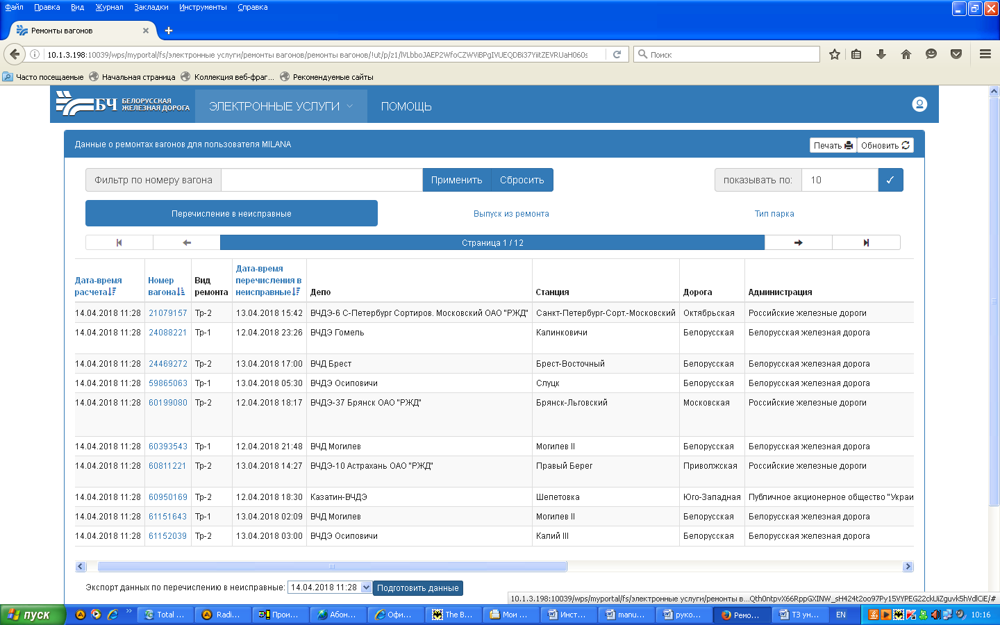 Файл Правка Вид Журнал Закладки Инструменты Справка
Ремонты вагонов
10.1.3.198:10039/wps/myportal/fs/электронные услуги/ремонты вагонов/ремонты вагонов/!ut/p/z1/
Поиск
Часто посещаемые Начальная страница Коллекция веб-фраг... Рекомендуемые сайты
БЧ БЕЛОРУССКАЯ
ЖЕЛЕЗНАЯ ДОРОГА
ЭЛЕКТРОННЫЕ УСЛУГИ ПОМОЩЬ
Данные о ремонтах вагонов для пользователя MILANA
Печать Обновить
Фильтр по номеру вагона Применить Сбросить показывать по: 10
Перечисление в неисправные Выпуск из ремонта Тип парка
Страница 1 / 12
Дата-время расчета Номер вагона Вид ремонта Дата-время перечисления в неисправные Депо Станция Дорога Администрация
14.04.2018 11:28 21079157 Тр-2 13.04.2018 15:42 ВЧДЭ-6 С-Петербург Сортиров. Московский ОАО "РЖД" Санкт-Петербург-Сорт.-Московский Октябрьская Российские железные дороги
14.04.2018 11:28 24088221 Тр-1 12.04.2018 23:26 ВЧДЭ Гомель Калинковичи Белорусская Белорусская железная дорога
14.04.2018 11:28 24469272 Тр-2 13.04.2018 17:00 ВЧД Брест Брест-Восточный Белорусская Белорусская железная дорога
14.04.2018 11:28 59865063 Тр-1 13.04.2018 05:30 ВЧДЭ Осиповичи Слуцк Белорусская Белорусская железная дорога
14.04.2018 11:28 60199080 Тр-2 12.04.2018 18:17 ВЧДЭ-37 Брянск ОАО "РЖД" Брянск-Льговский Московская Российские железные дороги
14.04.2018 11:28 60393543 Тр-1 12.04.2018 21:48 ВЧД Могилев Могилев II Белорусская Белорусская железная дорога
14.04.2018 11:28 60811221 Тр-2 13.04.2018 14:27 ВЧДЭ-10 Астрахань ОАО "РЖД" Правый Берег Приволжская Российские железные дороги
14.04.2018 11:28 60950169 Тр-2 12.04.2018 18:30 Казатин-ВЧДЭ Шепетовка Юго-Западная Публичное акционерное общество "Украи
14.04.2018 11:28 61151643 Тр-1 13.04.2018 02:09 ВЧД Могилев Могилев II Белорусская Белорусская железная дорога
14.04.2018 11:28 61152039 Тр-2 13.04.2018 03:00 ВЧДЭ Осиповичи Калий III Белорусская Белорусская железная дорога
Экспорт данных по перечислению в неисправные: 14.04.2018 11:28 Подготовить данные
10.1.3.198:10039/wps/myportal/fs/электронные услуги/ремонты в...
пуск Total ... Radi... Прои... Абон... Офи... The B... Мои ... Инст... manu... руко... Ремо... ТЗ ун... EN 10:16